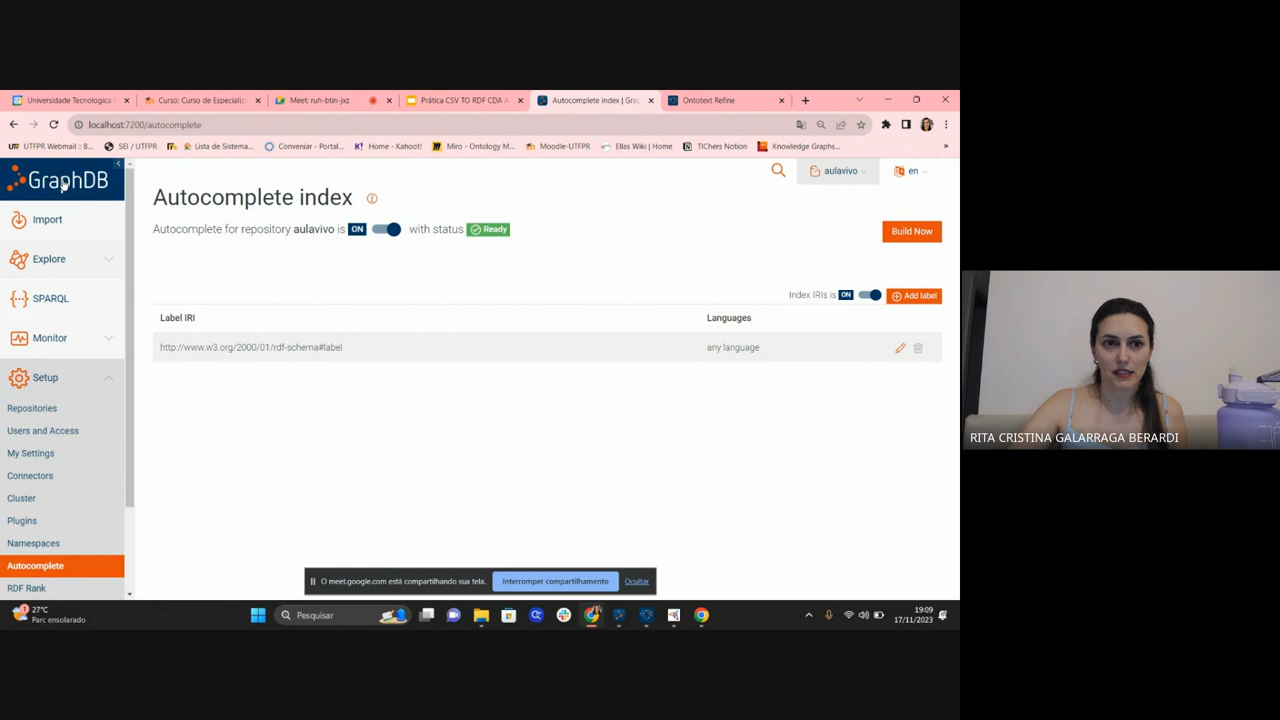 Universidade Tecnologica
Curso: Curso de Especializ
Meet: ruh-btin-jxz
Prática CSV TO RDF CDA
Autocomplete index | Gra
Ontotext Refine
localhost:7200/autocomplete
UTFPR Webmail :: B...
SEI / UTFPR
Lista de Sistema...
Conveniar - Portal...
Home - Kahoot!
Miro - Ontology M...
Moodle-UTFPR
Ellas Wiki | Home
TIChers Notion
Knowledge Graphs...
GraphDB
aulavivo
en
Import
Explore
SPARQL
Monitor
Setup
Repositories
Users and Access
My Settings
Connectors
Cluster
Plugins
Namespaces
Autocomplete
RDF Rank
Autocomplete index
Autocomplete for repository aulavivo is ON with status Ready
Build Now
Index IRIs is ON Add label
Label IRI Languages
http://www.w3.org/2000/01/rdf-schema#label any language
O meet.google.com está compartilhando sua tela. Interromper compartilhamento Ocultar
RITA CRISTINA GALARRAGA BERARDI
1
27°C
Parc ensolarado
Pesquisar
19:09
17/11/2023